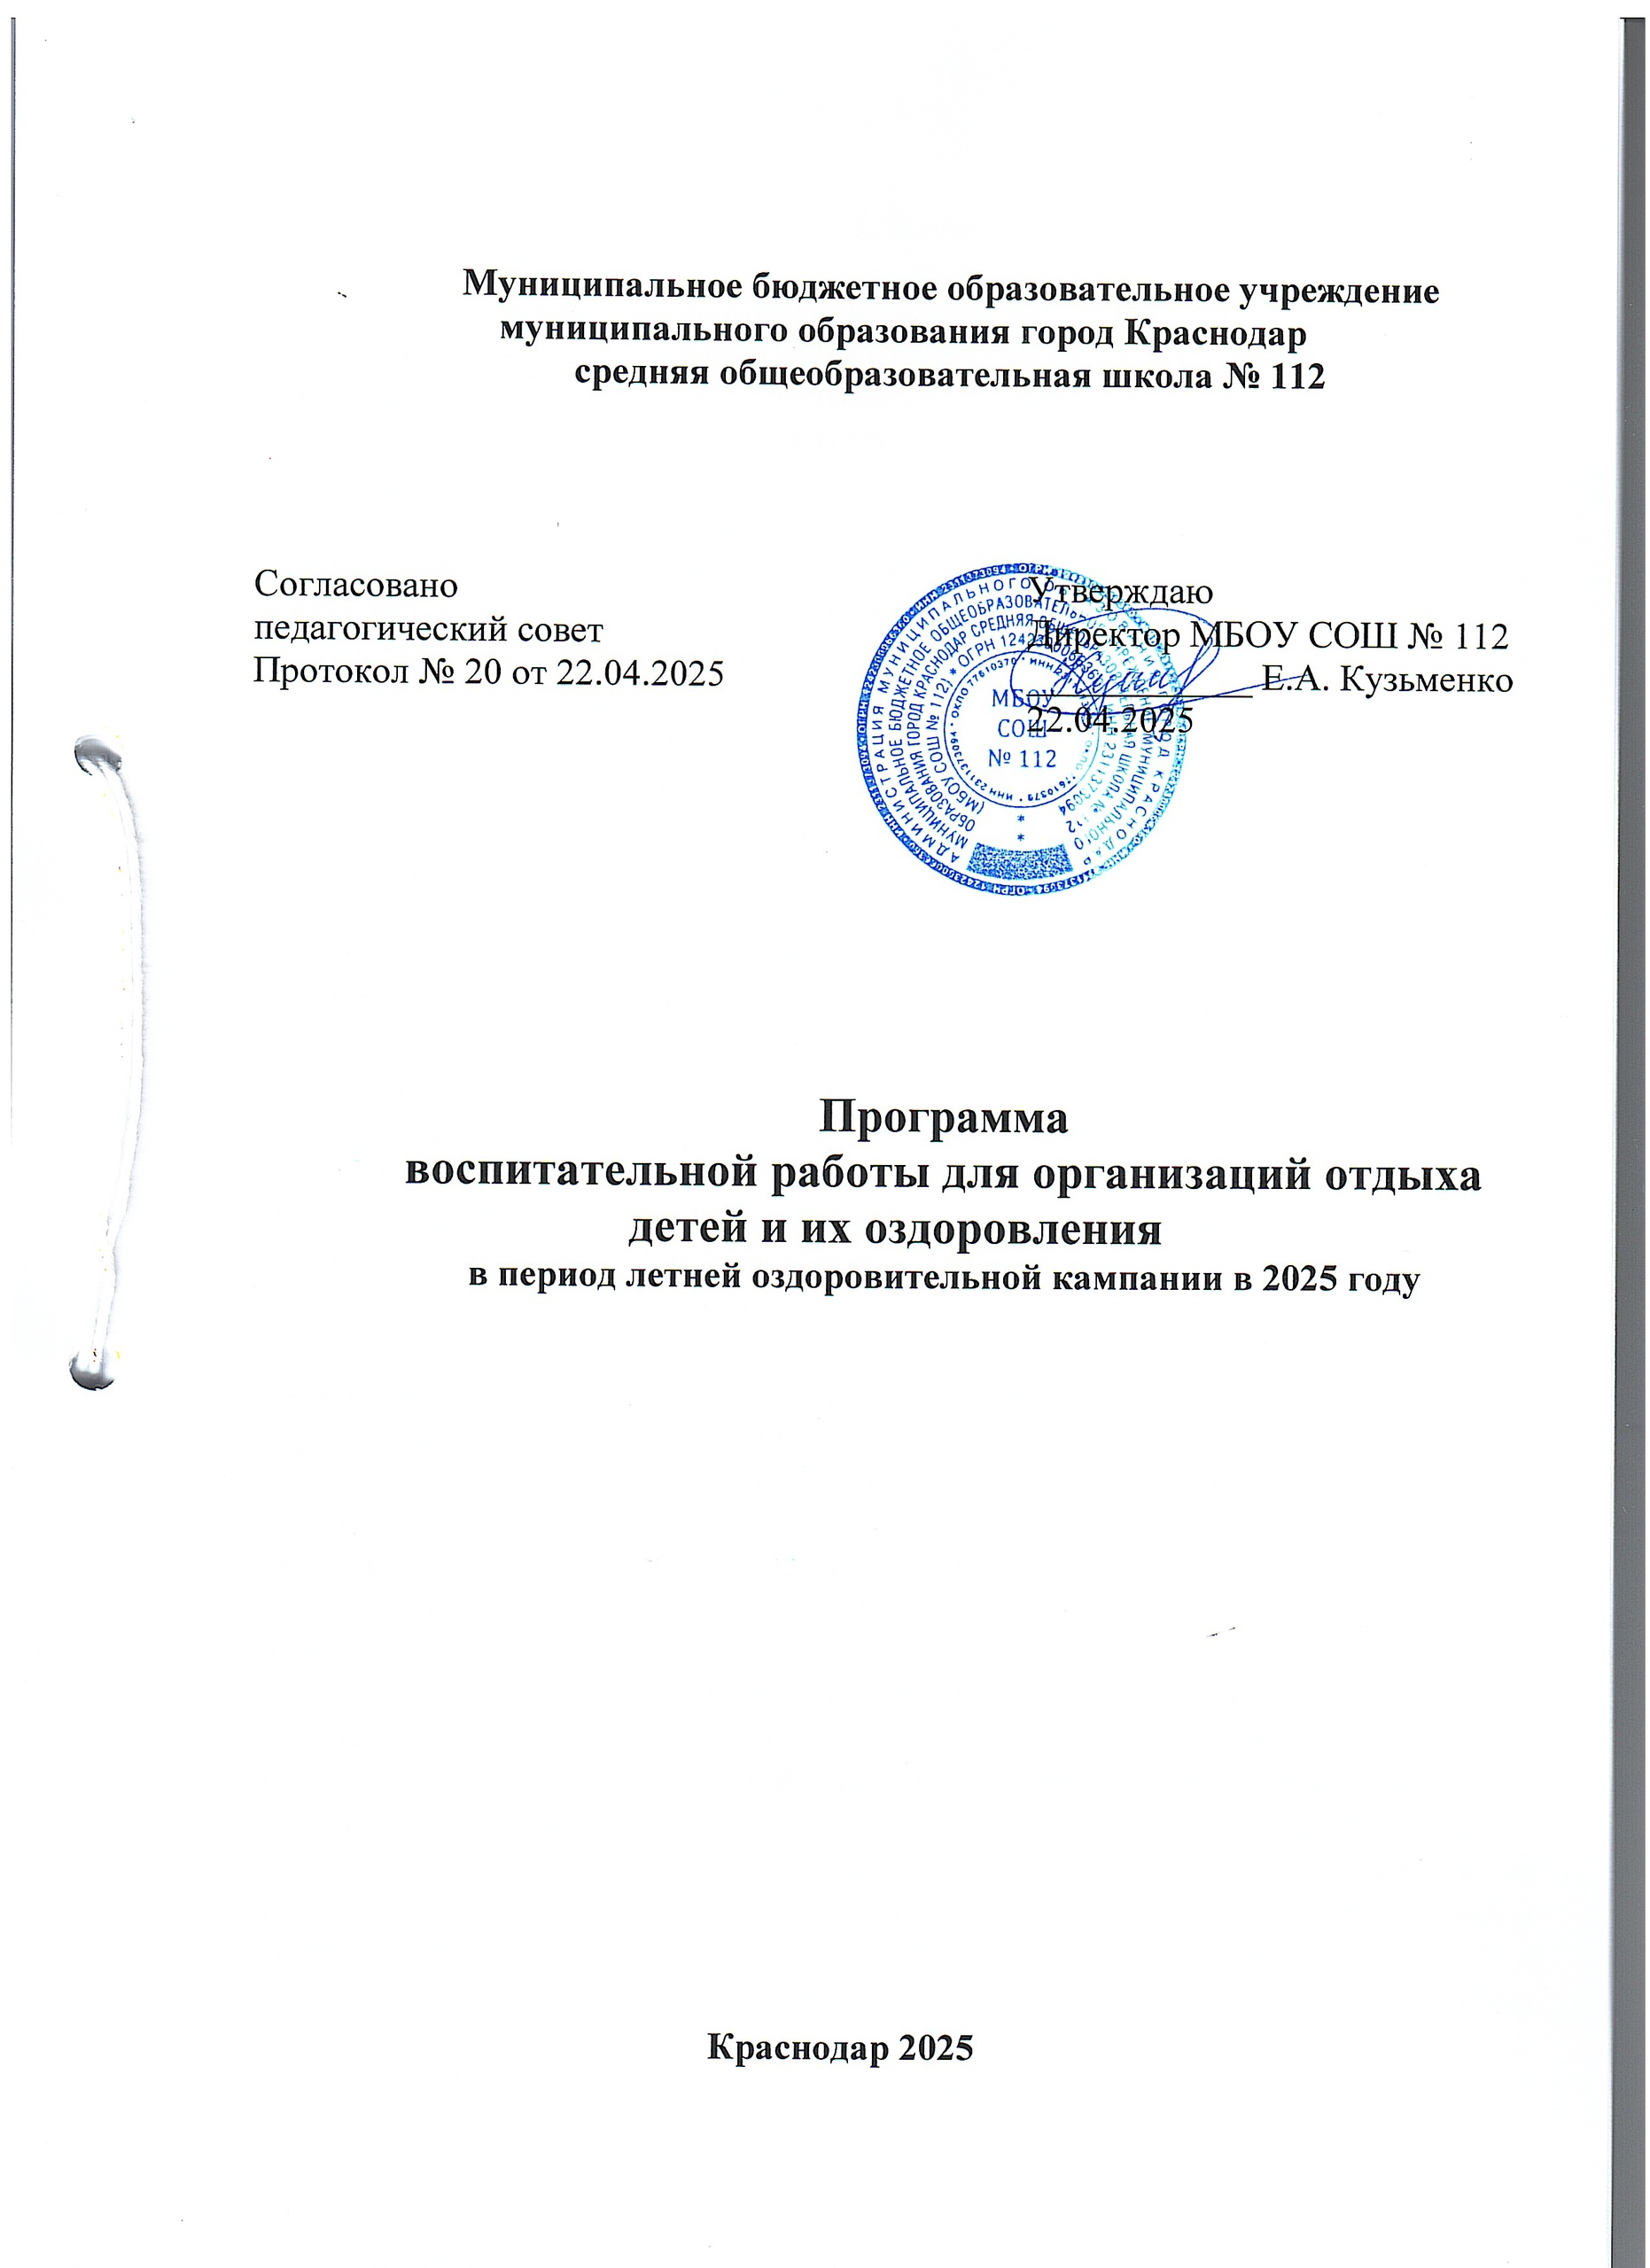 Муниципальное бюджетное образовательное учреждение
муниципального образования город Краснодар
средняя общеобразовательная школа № 112
Согласовано
педагогический совет
Протокол № 20 от 22.04.2025
Утверждаю
Директор МБОУ СОШ № 112
Е.А. Кузьменко
22.04.2025
МБОУ
СОШ
№ 112
Программа
воспитательной работы для организаций отдыха
детей и их оздоровления
в период летней оздоровительной кампании в 2025 году
Краснодар 2025